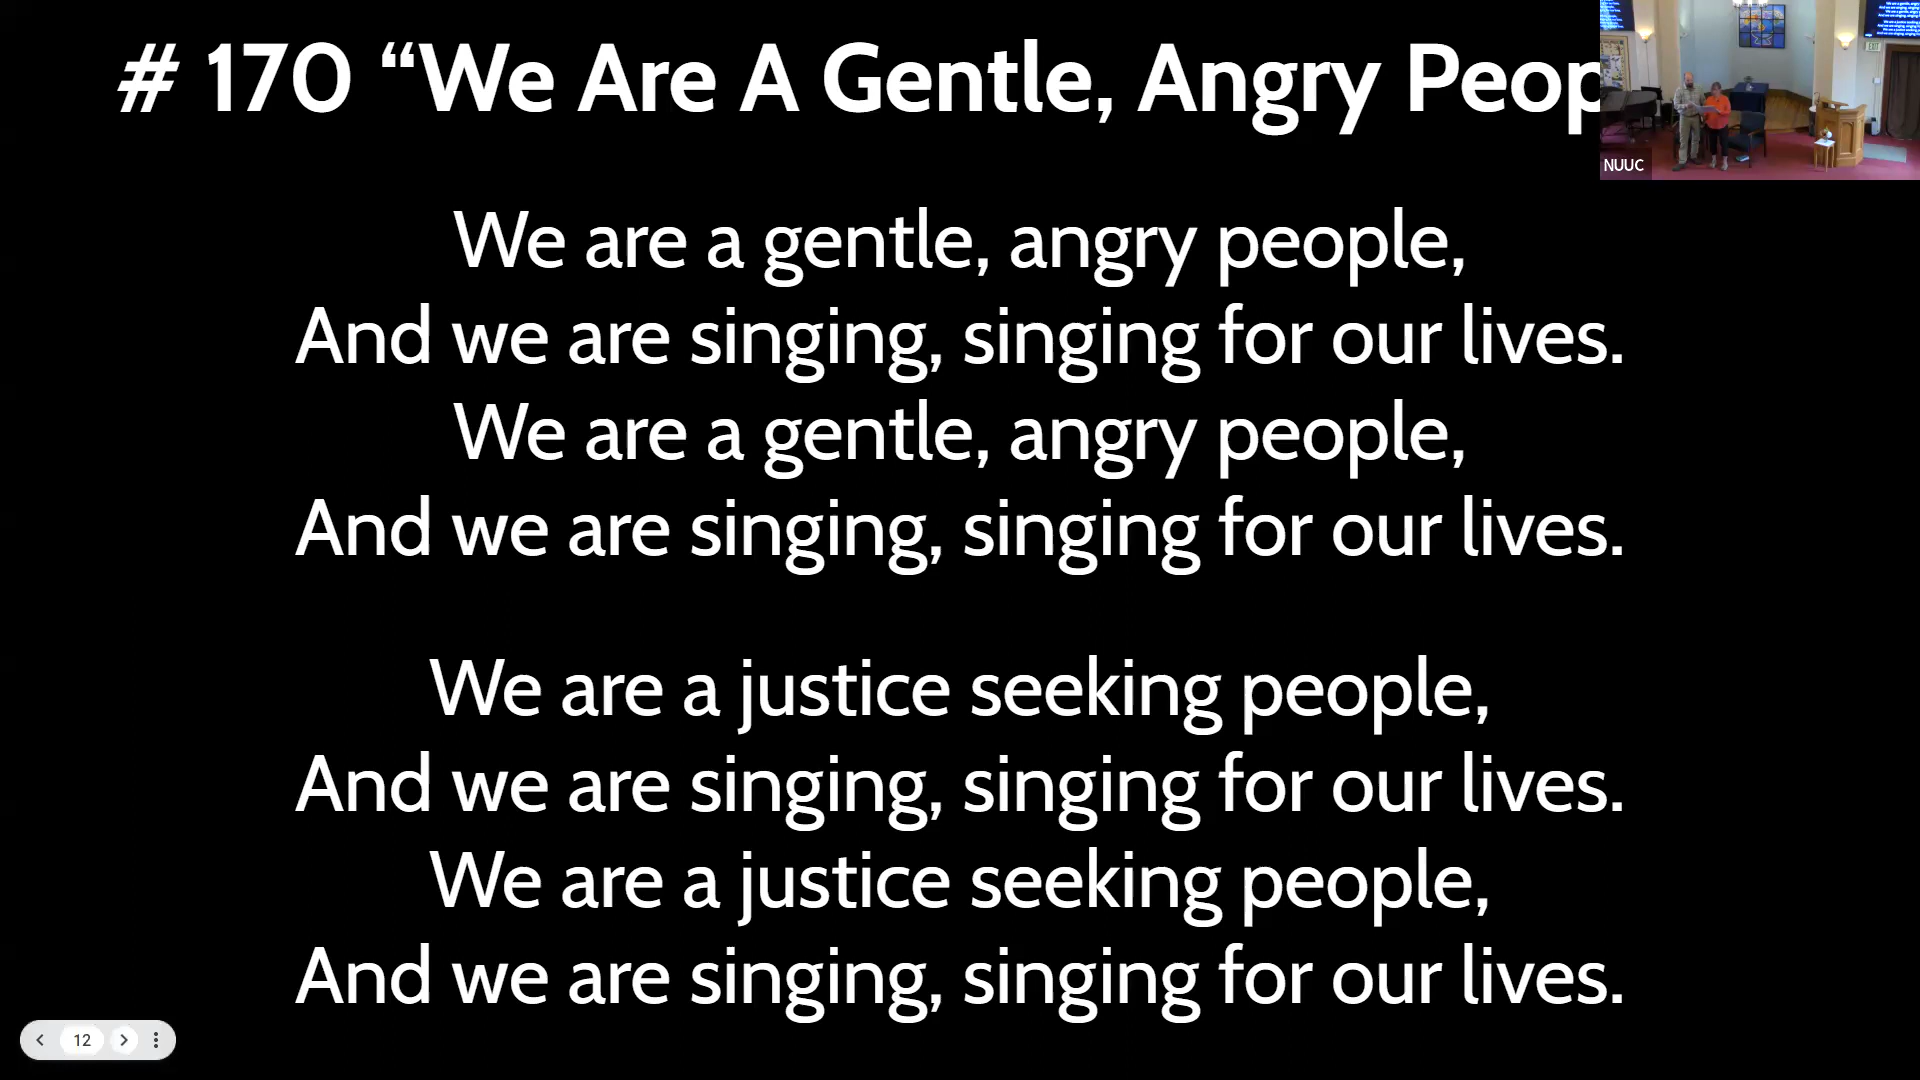 # 170 “We Are A Gentle, Angry Peop
NUUC
We are a gentle, angry people,
And we are singing, singing for our lives.
We are a gentle, angry people,
And we are singing, singing for our lives.
We are a justice seeking people,
And we are singing, singing for our lives.
We are a justice seeking people,
And we are singing, singing for our lives.
12